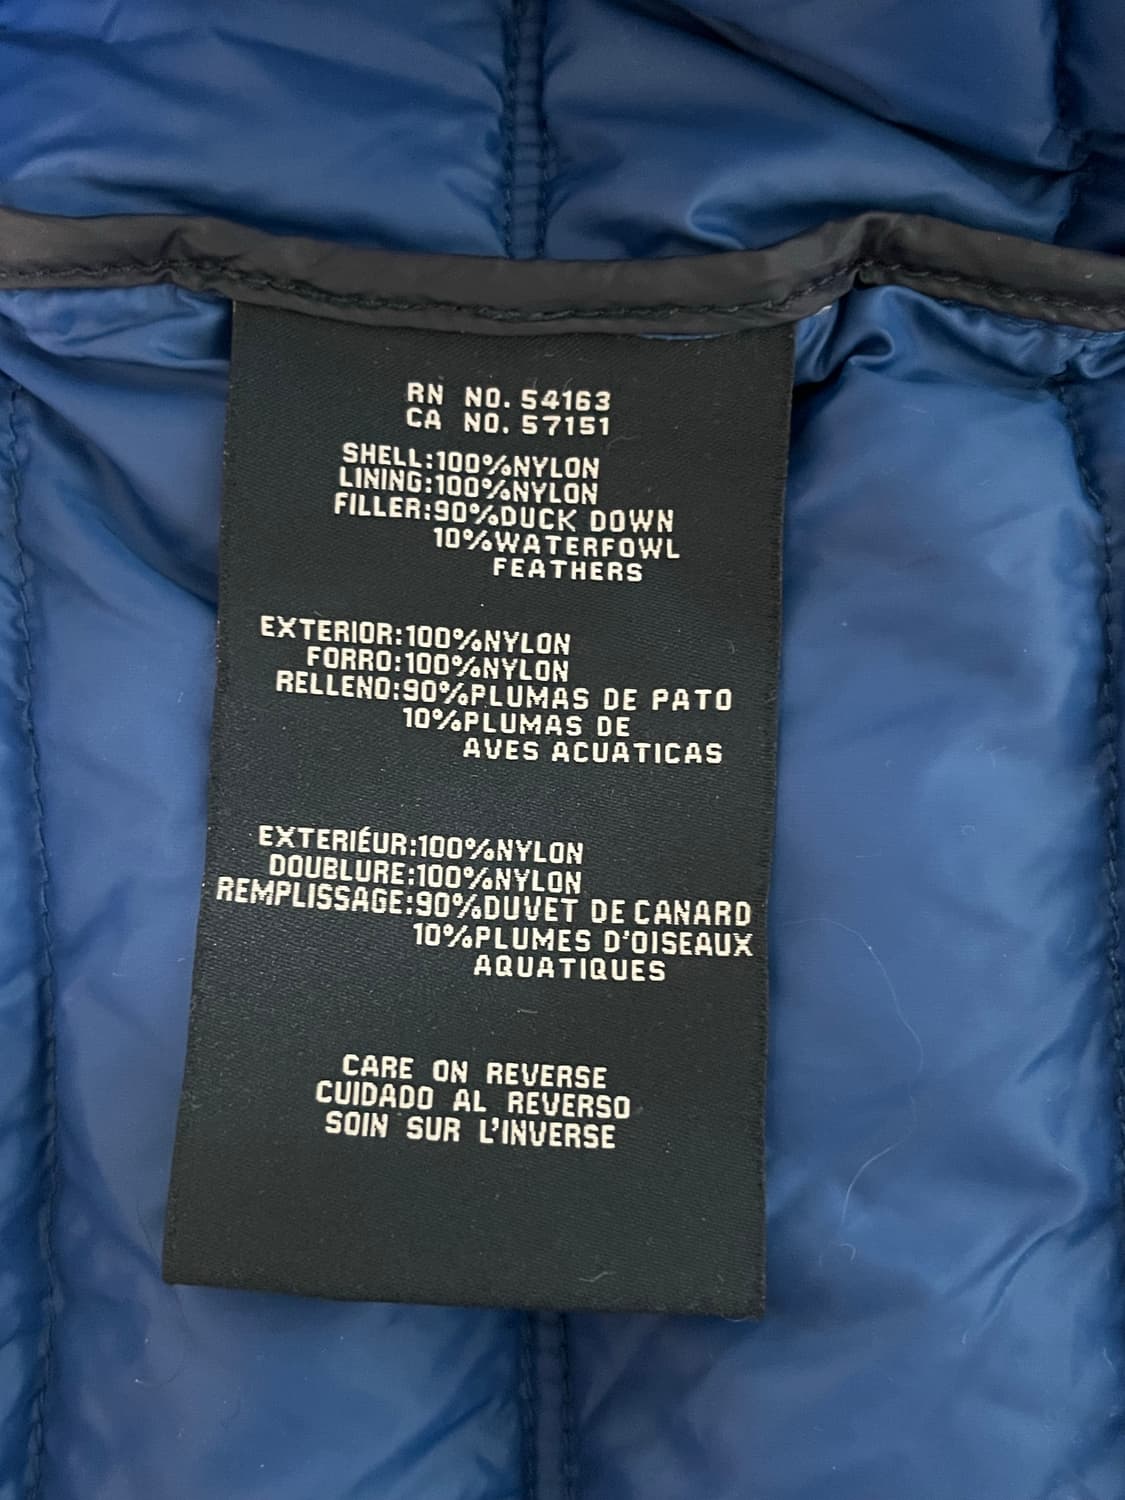 RN NO. 54163
CA NO. 57151
SHELL:100%NYLON
LINING:100%NYLON
FILLER:90%DUCK DOWN
10%WATERFOWL
FEATHERS
EXTERIOR:100%NYLON
FORRO:100%NYLON
RELLENO:90%PLUMAS DE PATO
10%PLUMAS DE
AVES ACUATICAS
EXTERIÉUR:100%NYLON
DOUBLURE:100%NYLON
REMPLISSAGE:90%DUVET DE CANARD
10%PLUMES D'OISEAUX
AQUATIQUES
CARE ON REVERSE
CUIDADO AL REVERSO
SOIN SUR L'INVERSE